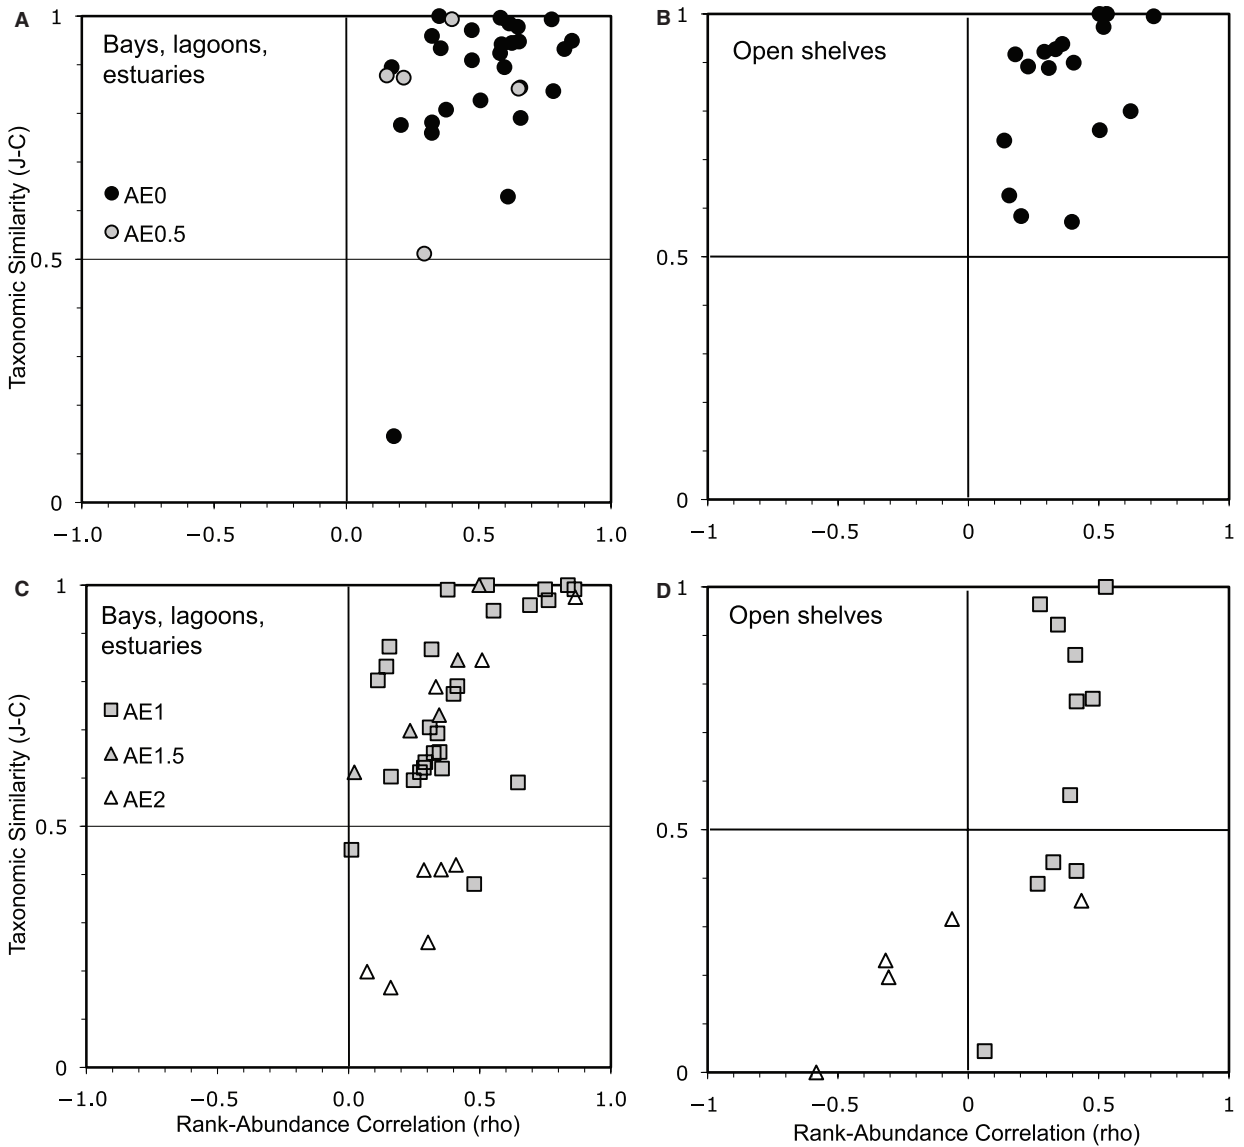 A
Bays, lagoons,
estuaries
AE0
AE0.5
Taxonomic Similarity (J-C)
1
0.5
0
−1.0
−0.5
0.0
0.5
1.0
B
Open shelves
1
0.5
0
−1
−0.5
0
0.5
1
C
Bays, lagoons,
estuaries
AE1
AE1.5
AE2
Taxonomic Similarity (J-C)
1
0.5
0
−1.0
−0.5
0.0
0.5
1.0
Rank-Abundance Correlation (rho)
D
Open shelves
1
0.5
0
−1
−0.5
0
0.5
1
Rank-Abundance Correlation (rho)